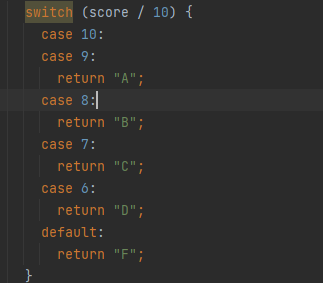 switch (score / 10) {
  case 10:
  case 9:
    return "A";
  case 8:
    return "B";
  case 7:
    return "C";
  case 6:
    return "D";
  default:
    return "F";
}